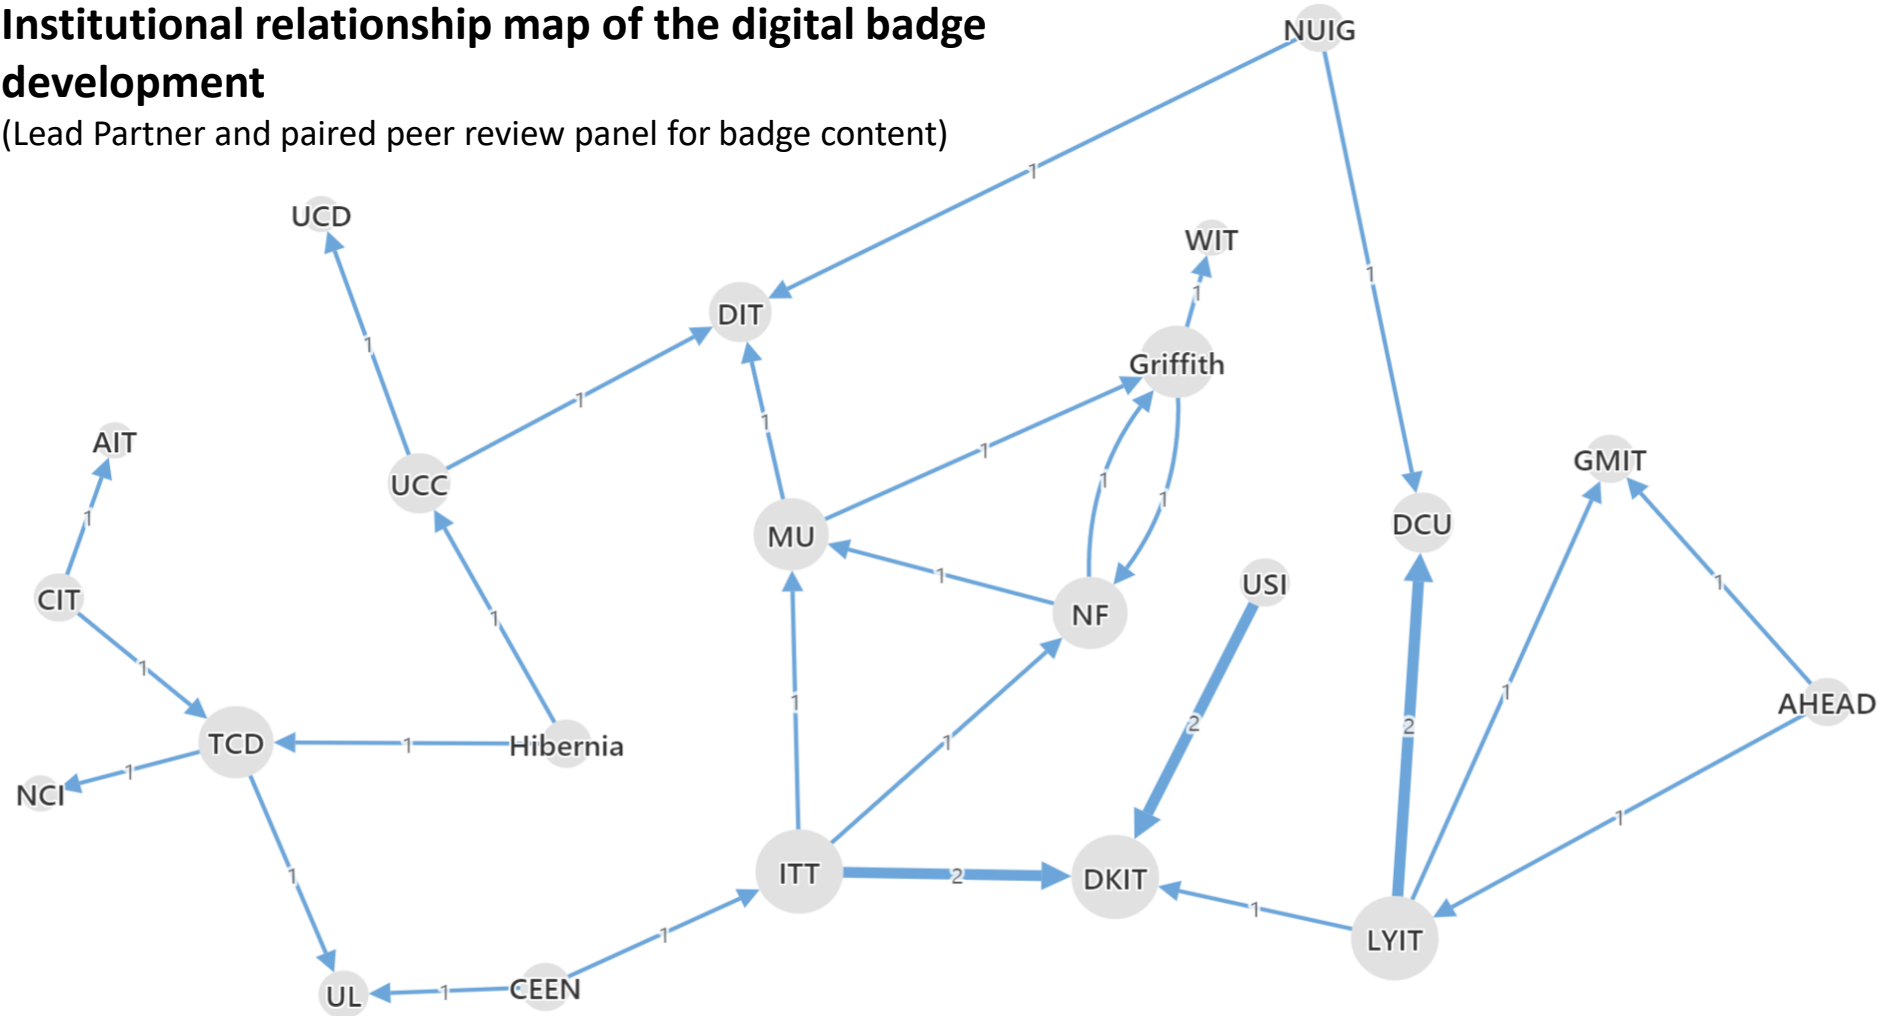 Institutional relationship map of the digital badge
development
(Lead Partner and paired peer review panel for badge content)
NUIG
1
UCD
WIT
1
1
DIT
1
1
Griffith
1
1
AIT
1
GMIT
UCC
1
1
1
DCU
MU
1
1
USI
1
CIT
NF
1
1
2
1
1
2
AHEAD
TCD
1
Hibernia
1
1
NCI
1
1
ITT
2
DKIT
1
1
LYIT
UL
1
CEEN